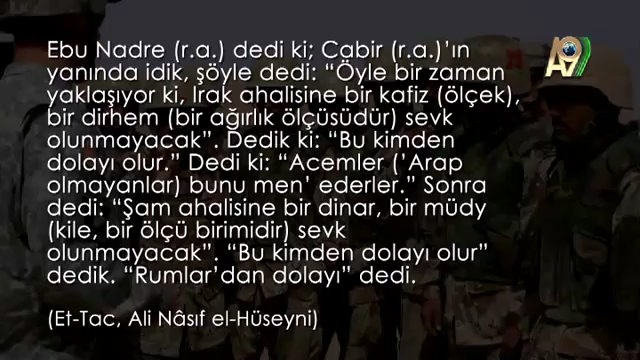 Ebu Nadre (r.a.) dedi ki; Cabir (r.a.)’ın
yanında idik, şöyle dedi: “Öyle bir zaman
yaklaşıyor ki, Irak ahalisine bir kafiz (ölçek),
bir dirhem (bir ağırlık ölçüsüdür) sevk
olunmayacak”. Dedik ki: “Bu kimden
dolayı olur.” Dedi ki: “Acemler (’Arap
olmayanlar) bunu men’ ederler.” Sonra
dedi: “Şam ahalisine bir dinar, bir müdy
(kile, bir ölçü birimidir) sevk
olunmayacak”. “Bu kimden dolayı olur”
dedik. “Rumlar’dan dolayı” dedi.
(Et-Tac, Ali Nâsıf el-Hüseyni)
A9